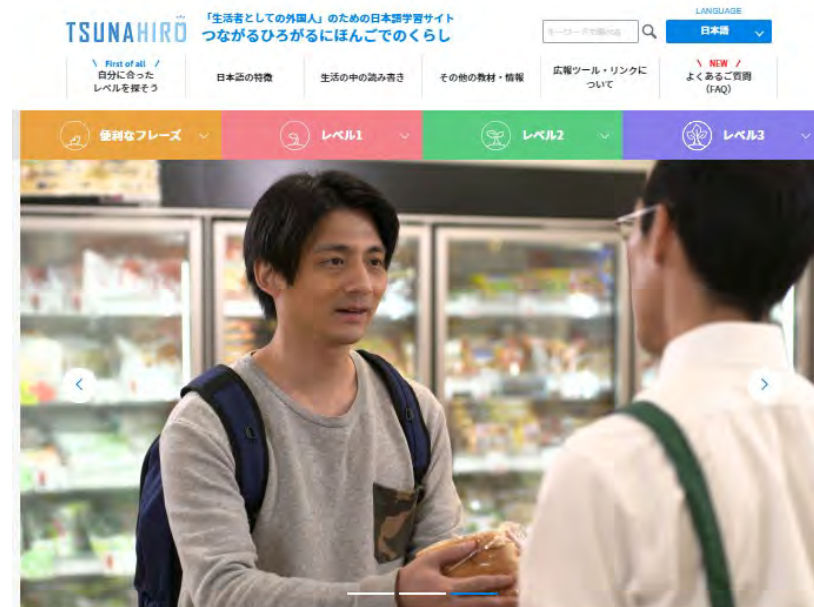 TSUNAHIRO
「生活者としての外国人」のための日本語学習サイト
つながるひろがるにほんごでのくらし
LANGUAGE
日本語
First of all
自分に合った
レベルを探そう
日本語の特徴
生活の中の読み書き
その他の教材・情報
広報ツール・リンクに
ついて
NEW
よくあるご質問
(FAQ)
便利なフレーズ
レベル1
レベル2
レベル3